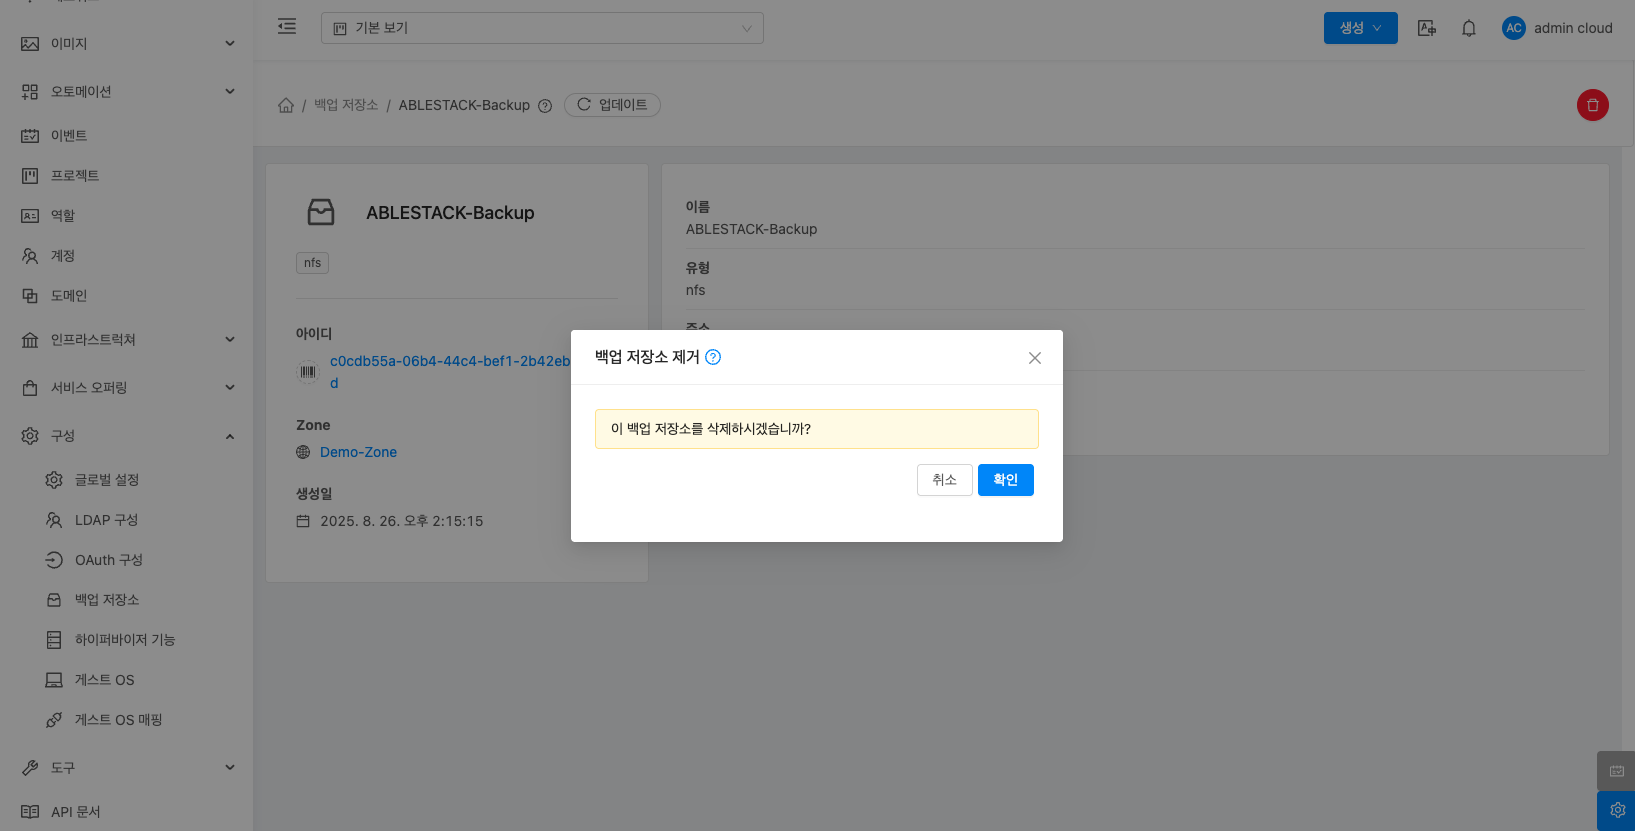 이미지
오토메이션
이벤트
프로젝트
역할
계정
도메인
인프라스트럭쳐
서비스 오퍼링
구성
글로벌 설정
LDAP 구성
OAuth 구성
백업 저장소
하이퍼바이저 기능
게스트 OS
게스트 OS 매핑
도구
API 문서
기본 보기
생성
AC admin cloud
/ 백업 저장소 / ABLESTACK-Backup
업데이트
ABLESTACK-Backup
nfs
아이디
c0cdb55a-06b4-44c4-bef1-2b42eb
d
Zone
Demo-Zone
생성일
2025. 8. 26. 오후 2:15:15
이름
ABLESTACK-Backup
유형
nfs
주소
백업 저장소 제거
이 백업 저장소를 삭제하시겠습니까?
취소
확인